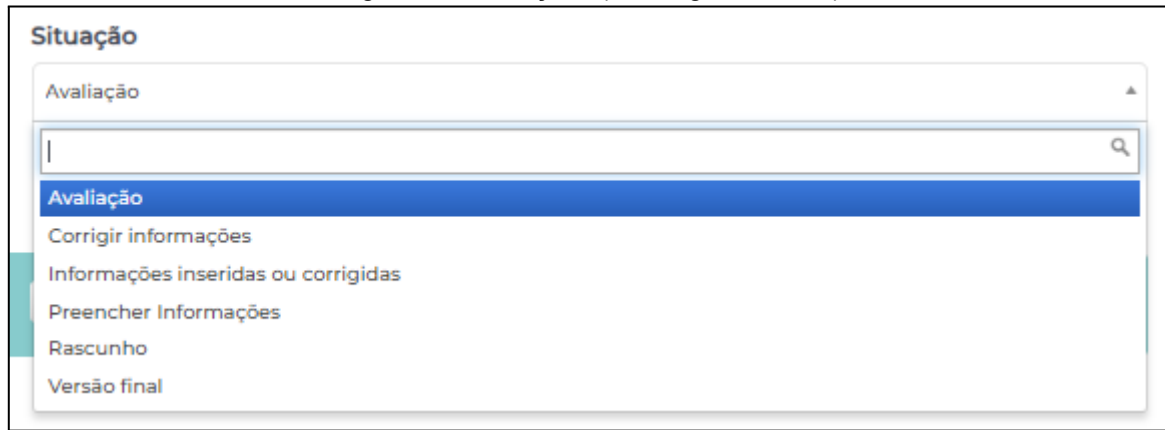 Situação
Avaliação
Avaliação
Corrigir informações
Informações inseridas ou corrigidas
Preencher Informações
Rascunho
Versão final